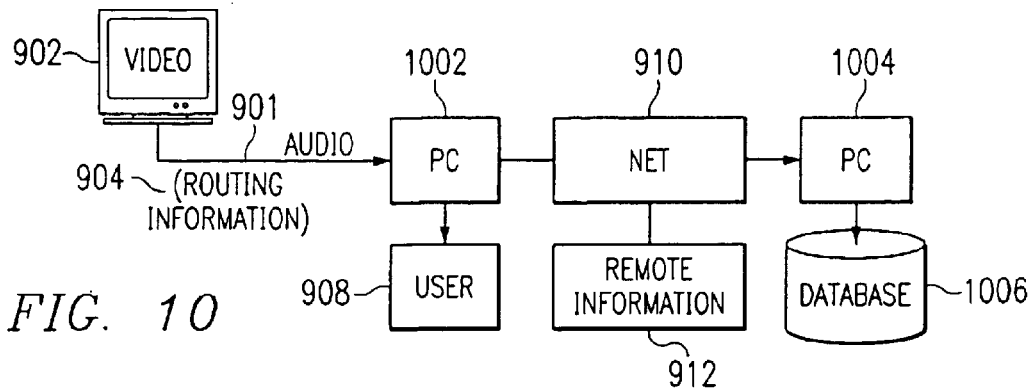 902
VIDEO
901
AUDIO
904
(ROUTING
INFORMATION)
1002
PC
910
NET
1004
PC
908
USER
REMOTE
INFORMATION
912
DATABASE
1006
FIG. 10